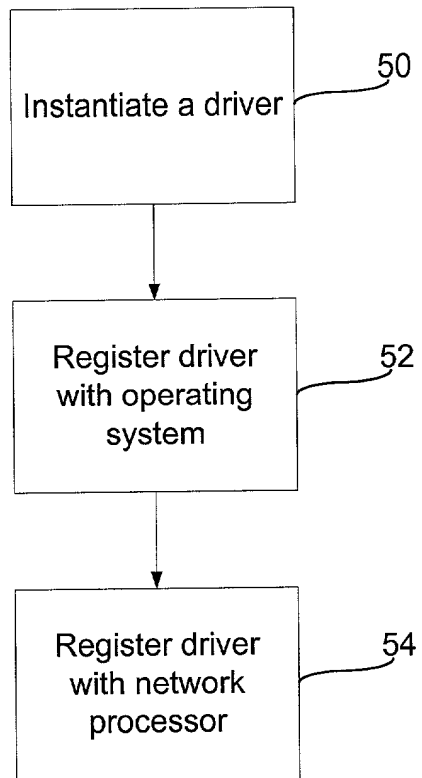 Instantiate a driver
50
Register driver
with operating
system
52
Register driver
with network
processor
54